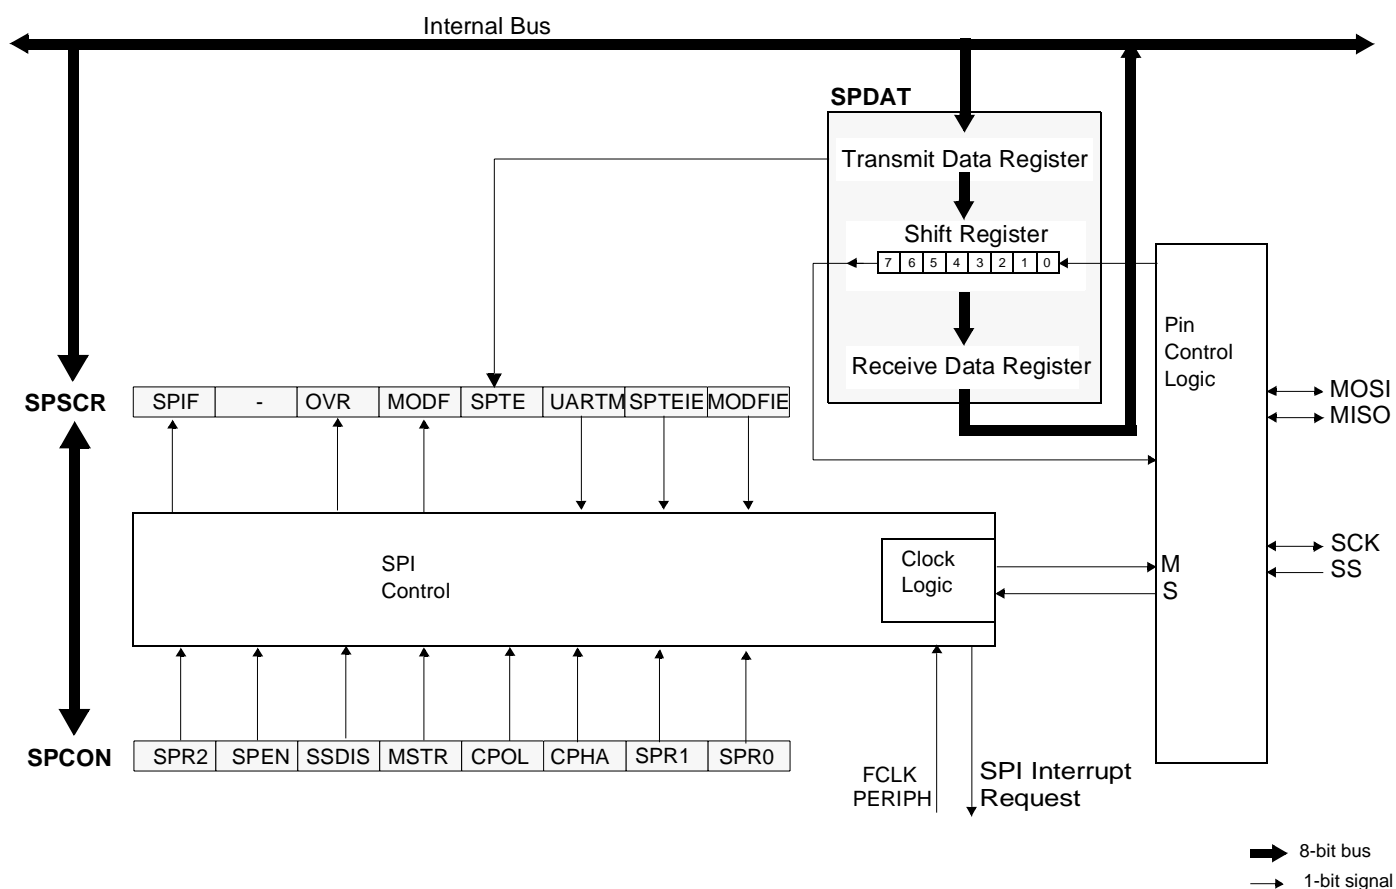 Internal Bus
SPDAT
Transmit Data Register
Shift Register
7 6 5 4 3 2 1 0
Receive Data Register
Pin
Control
Logic
MOSI
MISO
SCK
SS
M
S
SPSCR
SPIF - OVR MODF SPTE UARTM SPTEIE MODFIE
SPI
Control
Clock
Logic
SPCON
SPR2 SPEN SSDIS MSTR CPOL CPHA SPR1 SPR0
FCLK
PERIPH
SPI Interrupt
Request
8-bit bus
1-bit signal